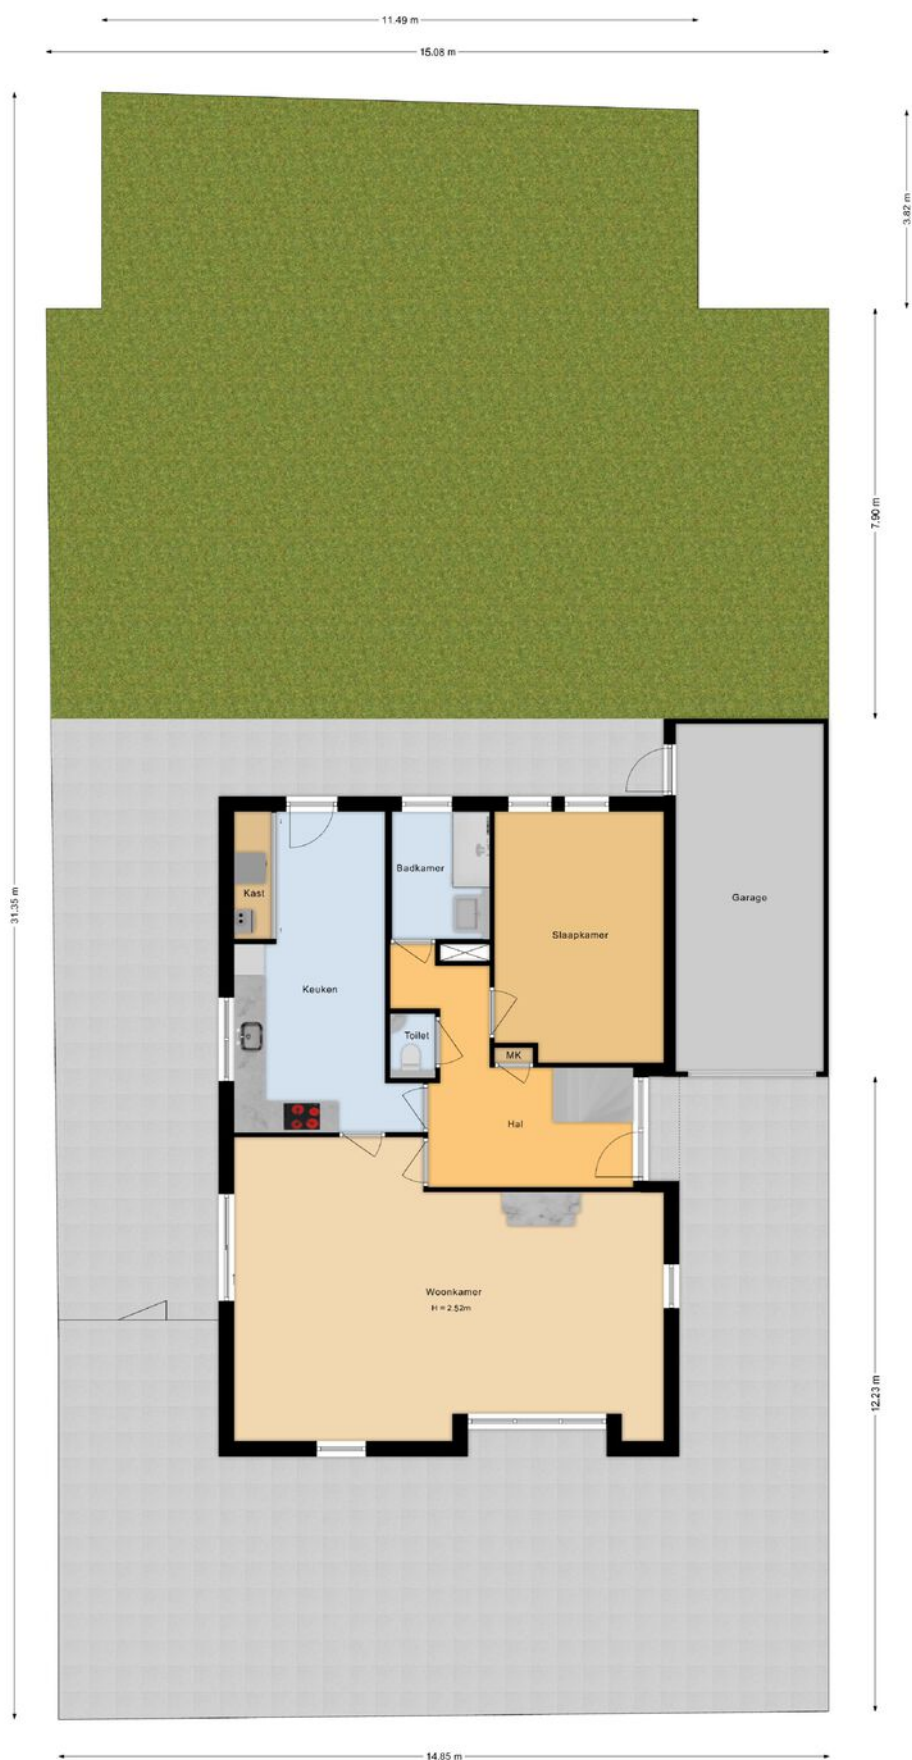 11.49 m
15.08 m
3.82 m
7.90 m
31.35 m
Badkamer
Kast
Garage
Slaapkamer
Keuken
Toilet
MK
Hal
Woonkamer
H = 2.52m
12.23 m
14.85 m